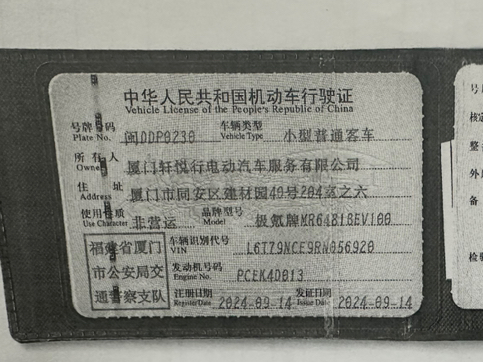 中华人民共和国机动车行驶证
Vehicle License of the People's Republic of China
号牌号码 闽DDP0230 车辆类型 小型普通客车
Plate No. Vehicle Type
所有人 厦门轩悦行电动汽车服务有限公司
Owner
住址 厦门市同安区建材园49号204室之六
Address
使用性质 非营运 品牌型号 极氪牌MR6481BEV100
Use Character Model
福建省厦门 车辆识别代号 L6T79NCE9RN056920
VIN
市公安局交 发动机号码 PCEK4D013
Engine No.
通警察支队 注册日期 2024-09-14 发证日期 2024-09-14
Register Date Issue Date
核定
整
外
备
检验